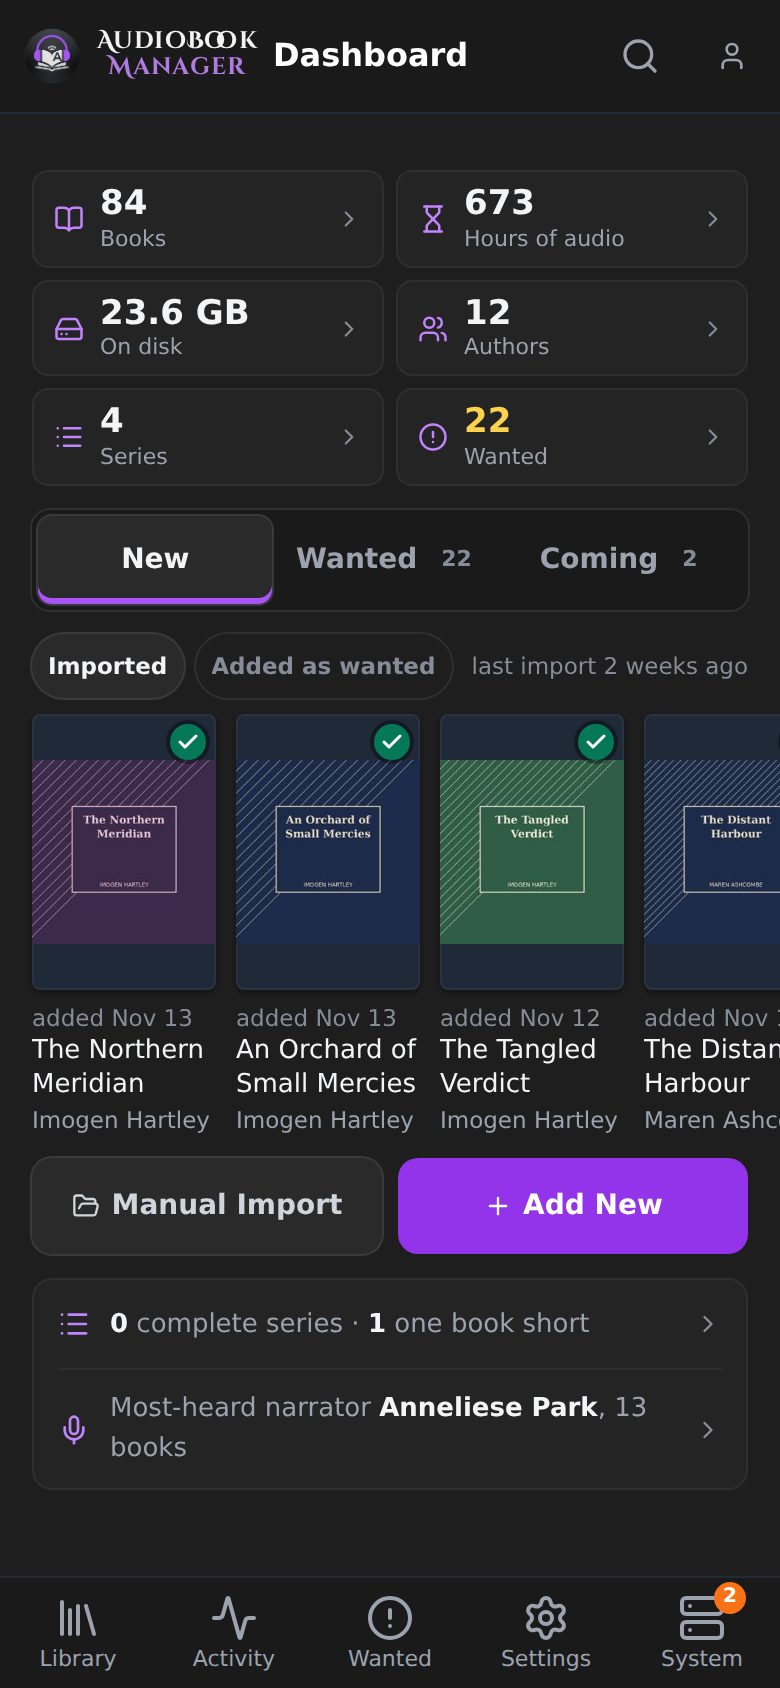 AUDIOBOOK
MANAGER
Dashboard
84
Books
673
Hours of audio
23.6 GB
On disk
12
Authors
4
Series
22
Wanted
New
Wanted 22
Coming 2
Imported
Added as wanted
last import 2 weeks ago
The Northern
Meridian
IMOGEN HARTLEY
An Orchard of
Small Mercies
IMOGEN HARTLEY
The Tangled
Verdict
IMOGEN HARTLEY
The Distant
Harbour
MAREN ASHCOMBE
added Nov 13
The Northern
Meridian
Imogen Hartley
added Nov 13
An Orchard of
Small Mercies
Imogen Hartley
added Nov 12
The Tangled
Verdict
Imogen Hartley
added Nov
The Distan
Harbour
Maren Ashc
Manual Import
+ Add New
0 complete series · 1 one book short
Most-heard narrator Anneliese Park, 13
books
Library
Activity
Wanted
Settings
System
2